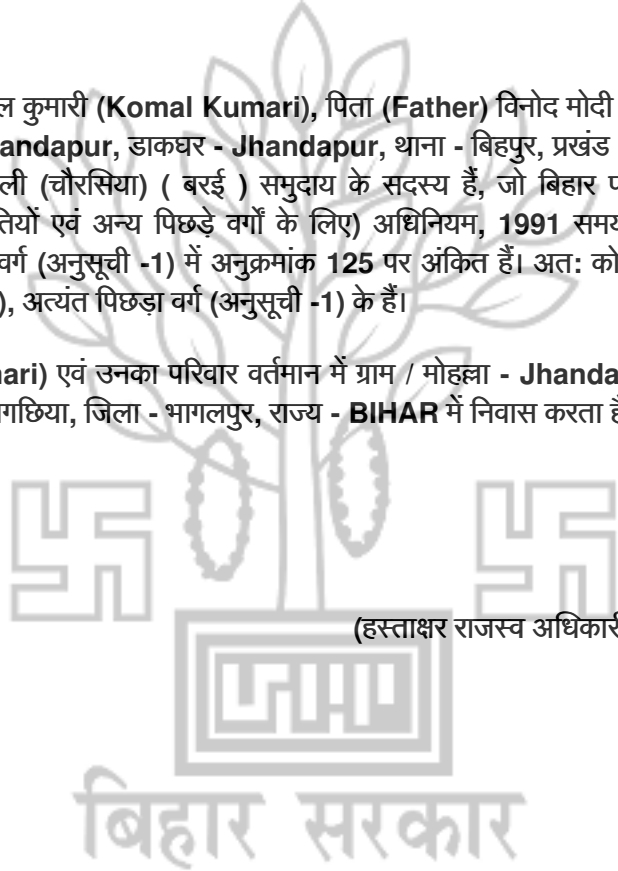 ल कुमारी (Komal Kumari), पिता (Father) विनोद मोदी
andapur, डाकघर - Jhandapur, थाना - बिहपुर, प्रखंड
ली (चौरसिया) ( बरई ) समुदाय के सदस्य हैं, जो बिहार प
तियों एवं अन्य पिछड़े वर्गों के लिए) अधिनियम, 1991 समय
वर्ग (अनुसूची -1) में अनुक्रमांक 125 पर अंकित हैं। अत: को
), अत्यंत पिछड़ा वर्ग (अनुसूची -1) के हैं।
ari) एवं उनका परिवार वर्तमान में ग्राम / मोहल्ला - Jhanda
गछिया, जिला - भागलपुर, राज्य - BIHAR में निवास करता है
(हस्ताक्षर राजस्व अधिकारी
बिहार सरकार